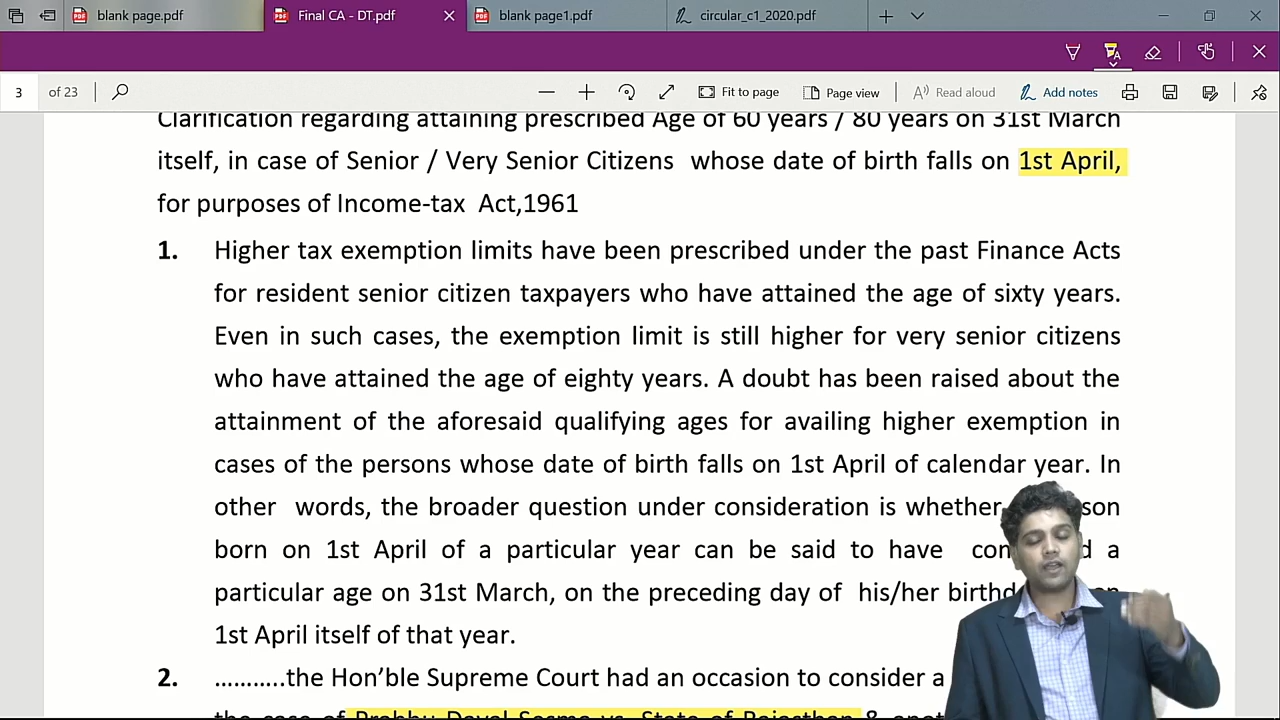 blank page.pdf
Final CA - DT.pdf
blank page1.pdf
circular_c1_2020.pdf
3 of 23
Fit to page
Page view
Read aloud
Add notes
Clarification regarding attaining prescribed Age of 60 years / 80 years on 31st March
itself, in case of Senior / Very Senior Citizens whose date of birth falls on 1st April,
for purposes of Income-tax Act,1961
1. Higher tax exemption limits have been prescribed under the past Finance Acts
for resident senior citizen taxpayers who have attained the age of sixty years.
Even in such cases, the exemption limit is still higher for very senior citizens
who have attained the age of eighty years. A doubt has been raised about the
attainment of the aforesaid qualifying ages for availing higher exemption in
cases of the persons whose date of birth falls on 1st April of calendar year. In
other words, the broader question under consideration is whether
born on 1st April of a particular year can be said to have a
particular age on 31st March, on the preceding day of his/her
1st April itself of that year.
2. ...........the Hon'ble Supreme Court had an occasion to consider a
the case of Prabhu Dayal Sesma vs. State of Rajasthan &